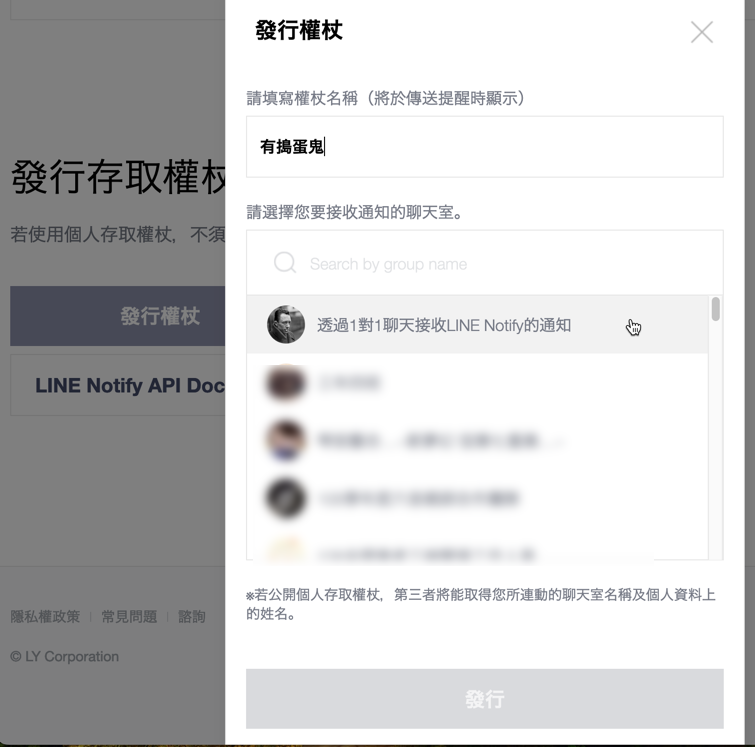 發行權杖
請填寫權杖名稱（將於傳送提醒時顯示）
有搗蛋鬼
請選擇您要接收通知的聊天室。
Search by group name
透過1對1聊天接收LINE Notify的通知
※若公開個人存取權杖，第三者將能取得您所連動的聊天室名稱及個人資料上
的姓名。
發行
發行存取權杖
若使用個人存取權杖，不須
發行權杖
LINE Notify API Doc
隱私權政策 | 常見問題 | 諮詢
© LY Corporation